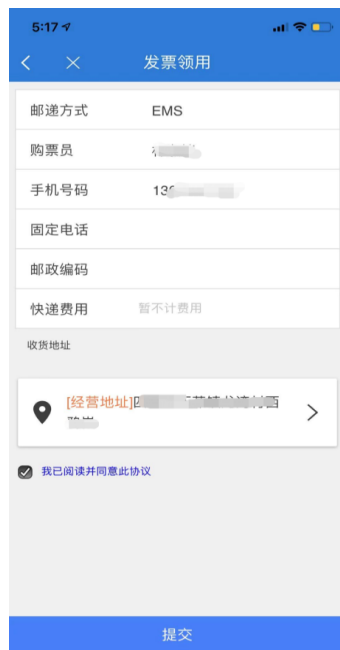 5:17
发票领用
邮递方式 EMS
购票员
手机号码 13
固定电话
邮政编码
快递费用 暂不计费用
收货地址
[经营地址]四
我已阅读并同意此协议
提交